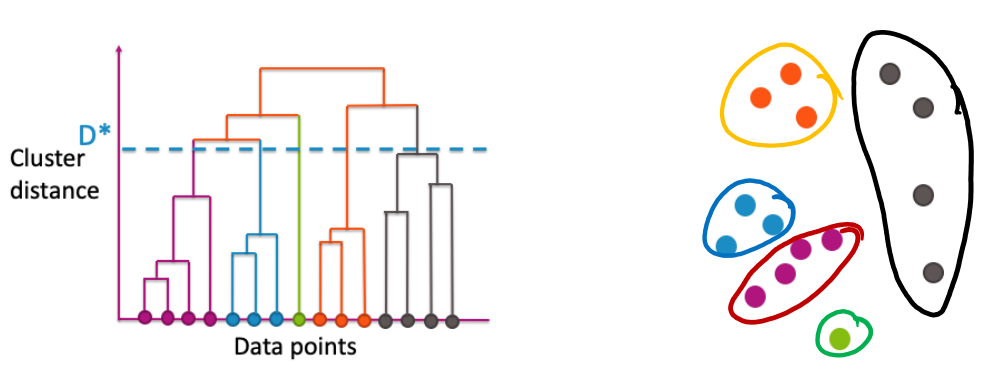 D*
Cluster
distance
Data points